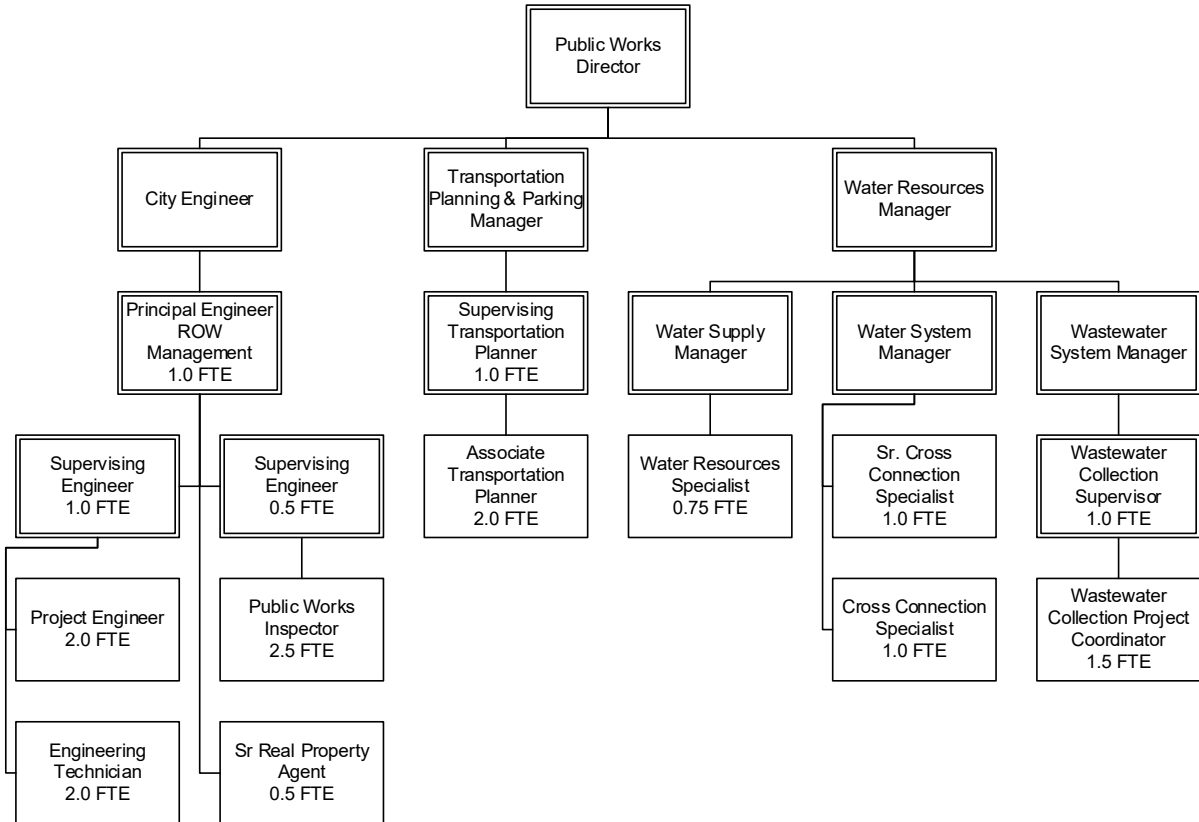 Public Works
Director
City Engineer
Transportation
Planning & Parking
Manager
Water Resources
Manager
Principal Engineer
ROW
Management
1.0 FTE
Supervising
Transportation
Planner
1.0 FTE
Water Supply
Manager
Water System
Manager
Wastewater
System Manager
Supervising
Engineer
1.0 FTE
Supervising
Engineer
0.5 FTE
Associate
Transportation
Planner
2.0 FTE
Water Resources
Specialist
0.75 FTE
Sr. Cross
Connection
Specialist
1.0 FTE
Wastewater
Collection
Supervisor
1.0 FTE
Project Engineer
2.0 FTE
Public Works
Inspector
2.5 FTE
Cross Connection
Specialist
1.0 FTE
Wastewater
Collection Project
Coordinator
1.5 FTE
Engineering
Technician
2.0 FTE
Sr Real Property
Agent
0.5 FTE